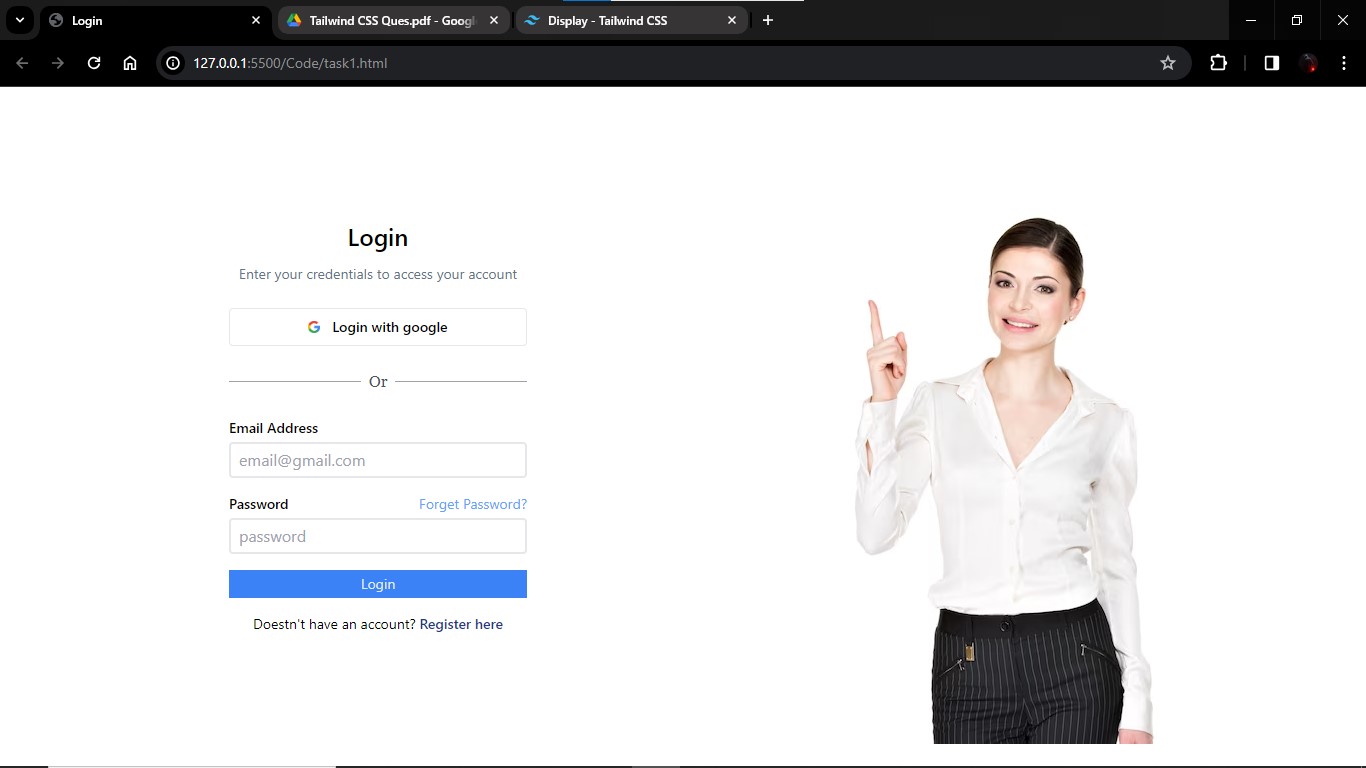 Login
Tailwind CSS Ques.pdf - Googl
Display - Tailwind CSS
127.0.0.1:5500/Code/task1.html
Login
Enter your credentials to access your account
Login with google
Or
Email Address
email@gmail.com
Password Forget Password?
password
Login
Doestn't have an account? Register here